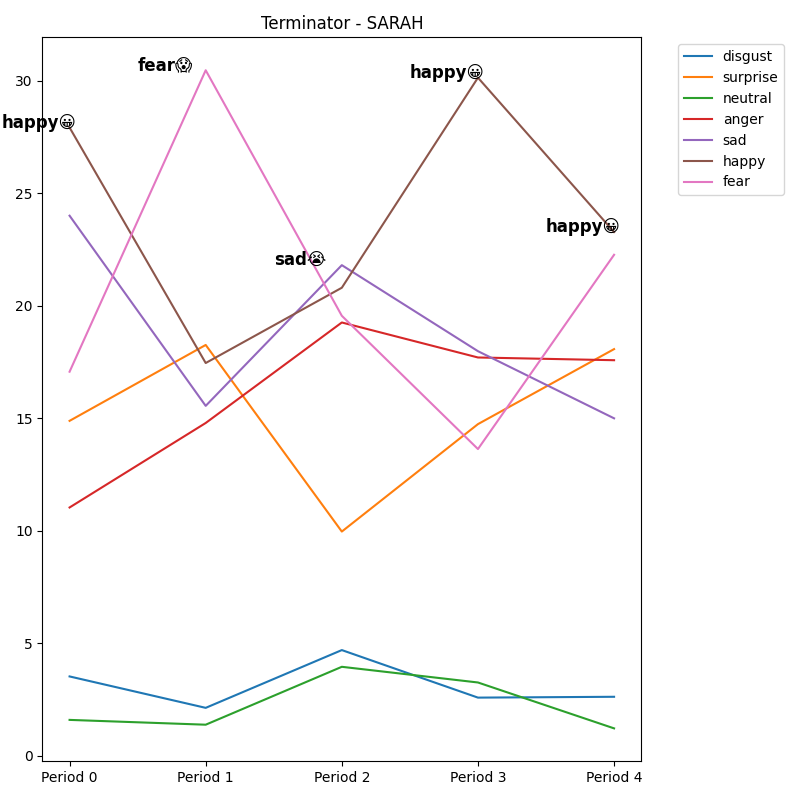 Terminator - SARAH
disgust
surprise
neutral
anger
sad
happy
fear
fear😱
happy😀
happy😀
happy😀
sad😭
30
25
20
15
10
5
0
Period 0 Period 1 Period 2 Period 3 Period 4